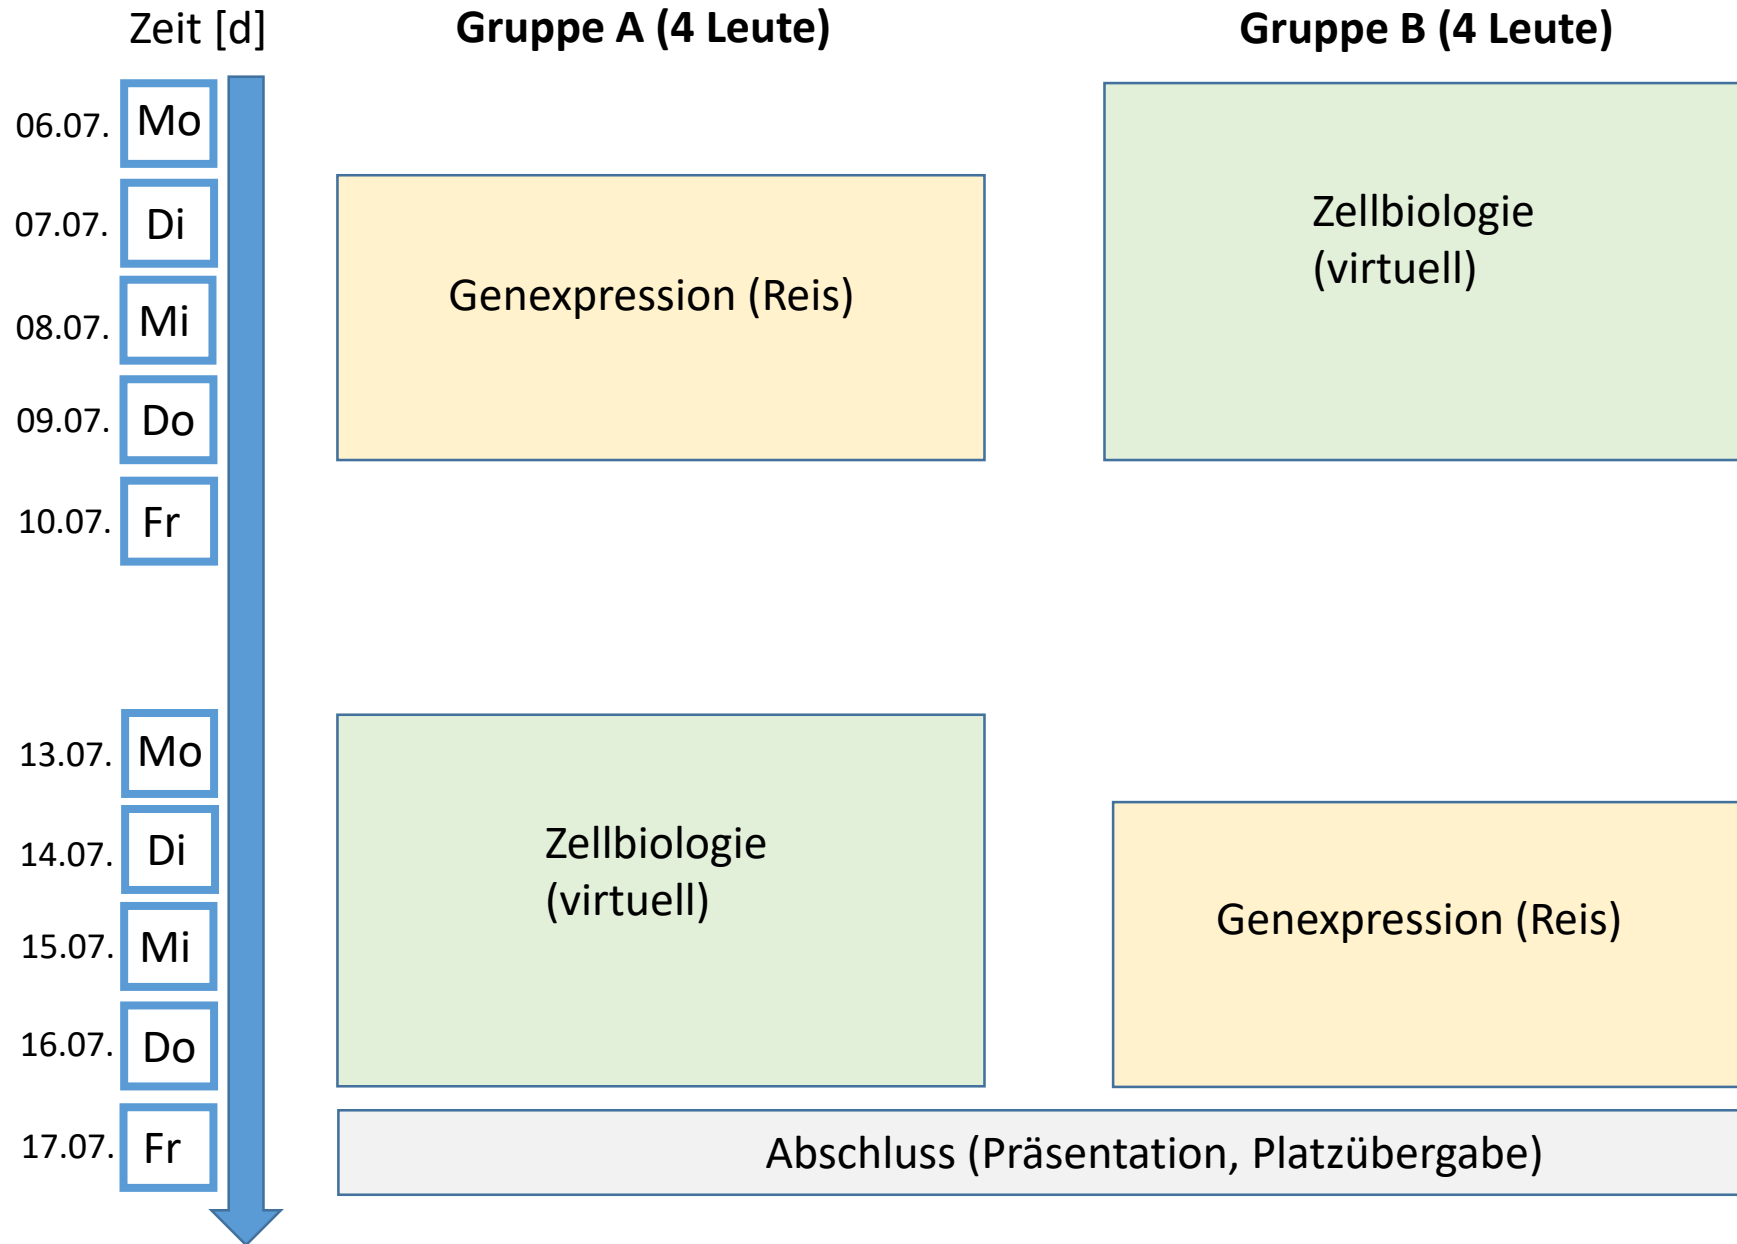 Zeit [d]
Gruppe A (4 Leute)
Gruppe B (4 Leute)
06.07. Mo
07.07. Di
08.07. Mi
09.07. Do
10.07. Fr
Genexpression (Reis)
Zellbiologie
(virtuell)
13.07. Mo
14.07. Di
15.07. Mi
16.07. Do
17.07. Fr
Zellbiologie
(virtuell)
Genexpression (Reis)
Abschluss (Präsentation, Platzübergabe)